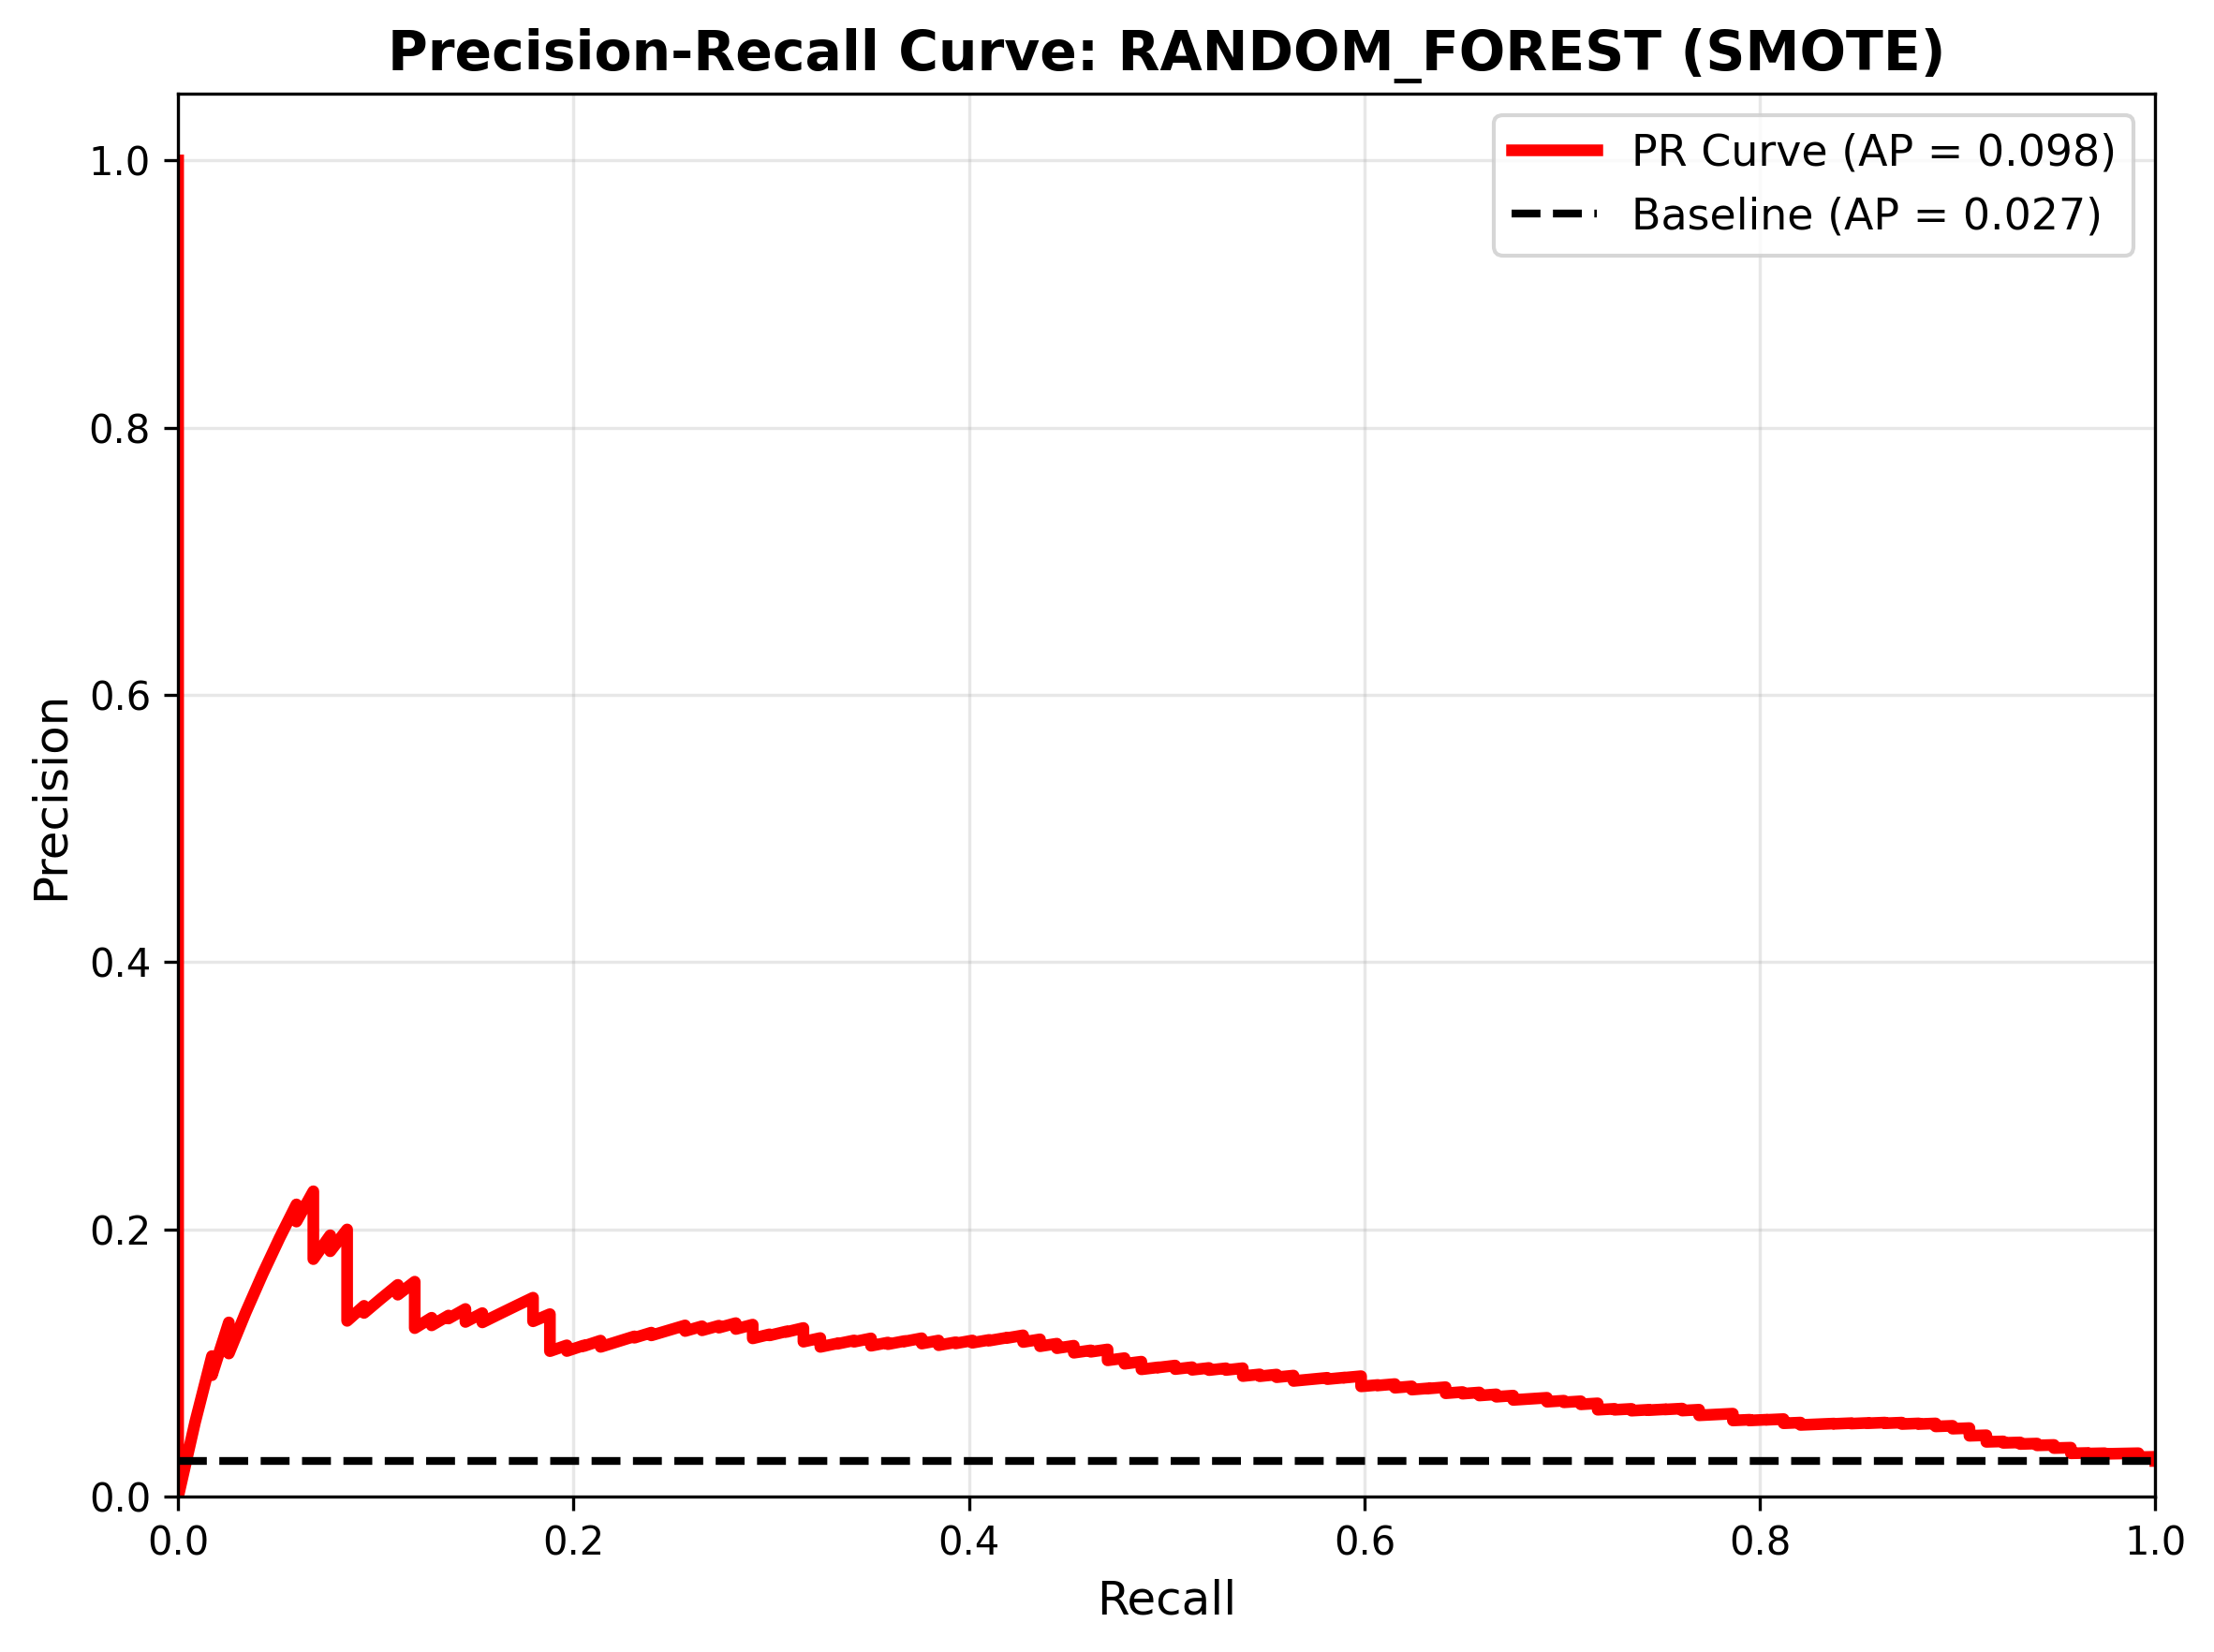 Precision-Recall Curve: RANDOM_FOREST (SMOTE)
PR Curve (AP = 0.098)
Baseline (AP = 0.027)
1.0
0.8
0.6
0.4
0.2
0.0
Precision
0.0 0.2 0.4 0.6 0.8 1.0
Recall